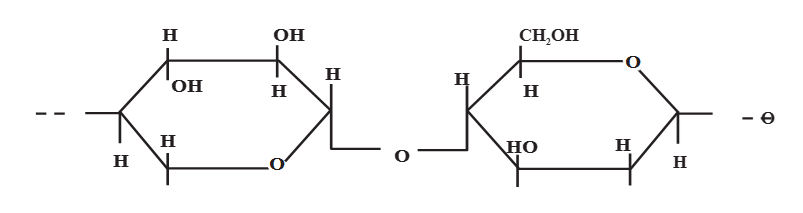 H OH CH₂OH
O
H H
OH H H
-- - O
H HO H
H H
O O